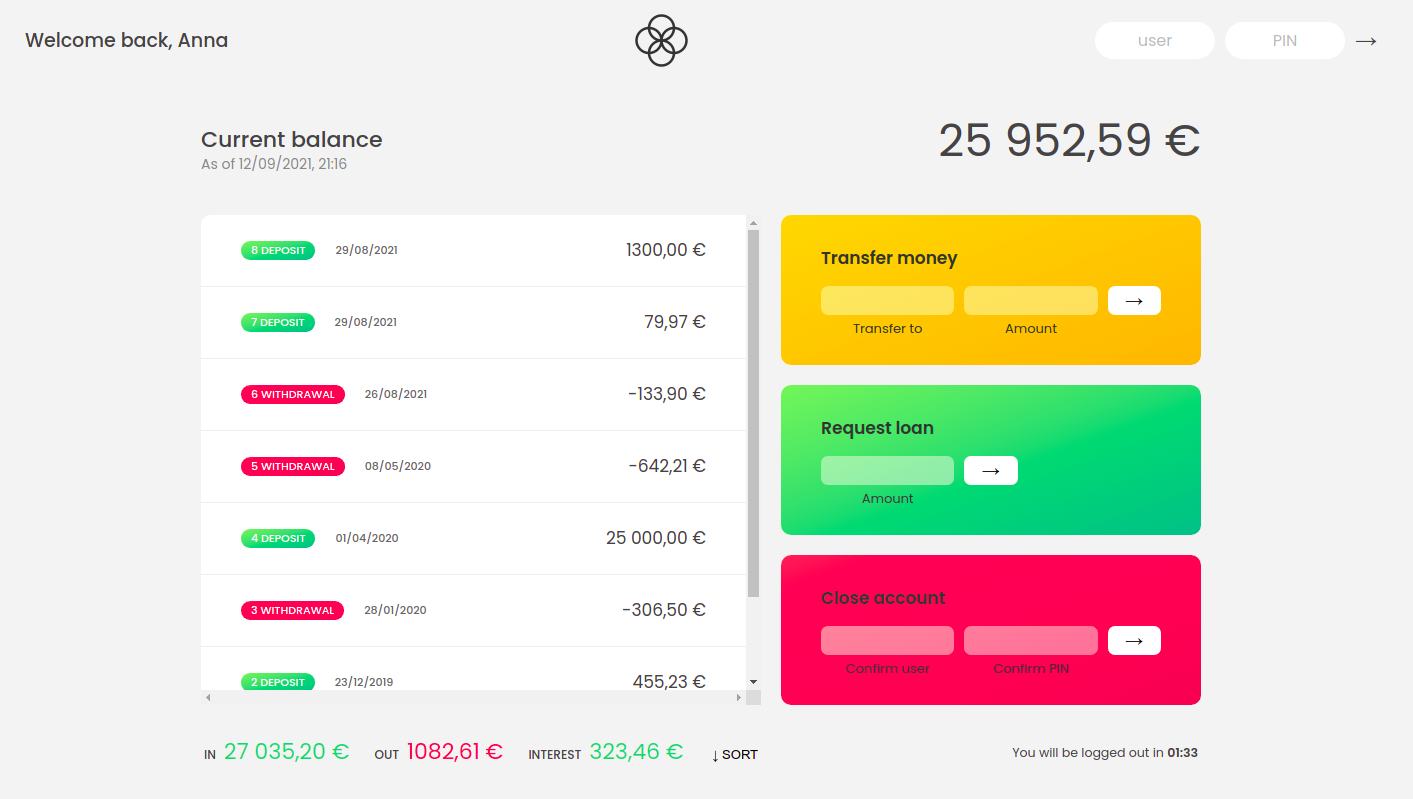 Welcome back, Anna
user
PIN
→
Current balance
As of 12/09/2021, 21:16
25 952,59 €
8 DEPOSIT 29/08/2021 1300,00 €
7 DEPOSIT 29/08/2021 79,97 €
6 WITHDRAWAL 26/08/2021 -133,90 €
5 WITHDRAWAL 08/05/2020 -642,21 €
4 DEPOSIT 01/04/2020 25 000,00 €
3 WITHDRAWAL 28/01/2020 -306,50 €
2 DEPOSIT 23/12/2019 455,23 €
Transfer money
→
Transfer to Amount
Request loan
→
Amount
Close account
→
Confirm user Confirm PIN
IN 27 035,20 € OUT 1082,61 € INTEREST 323,46 € ↓ SORT
You will be logged out in 01:33